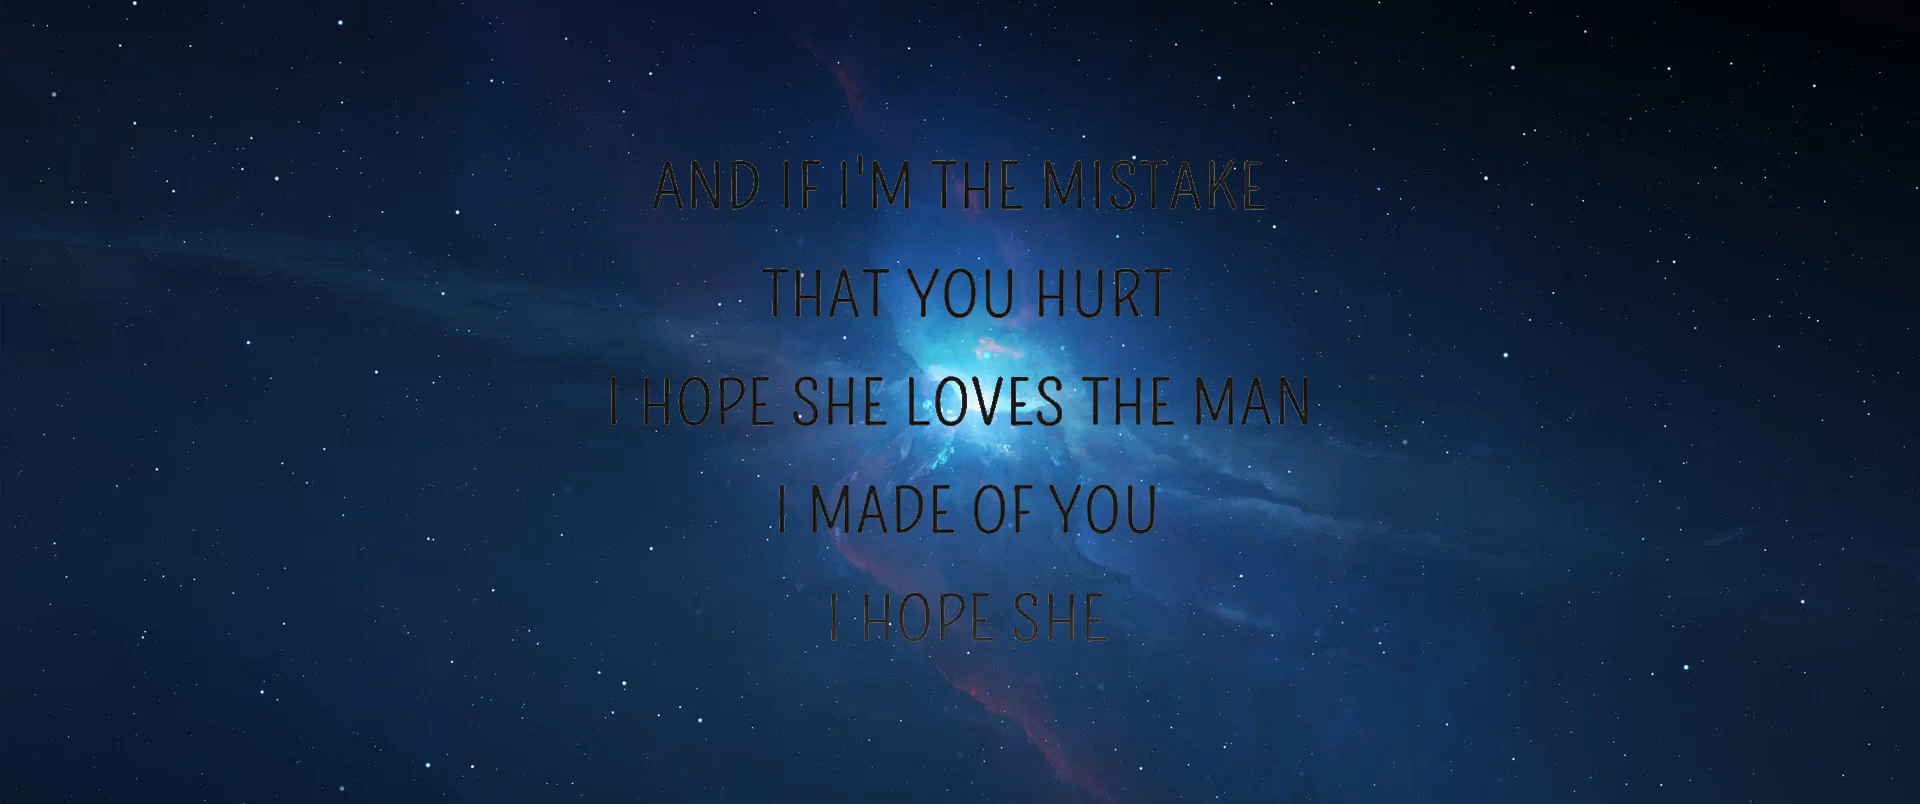 AND IF I'M THE MISTAKE
THAT YOU HURT
I HOPE SHE LOVES THE MAN
I MADE OF YOU
I HOPE SHE